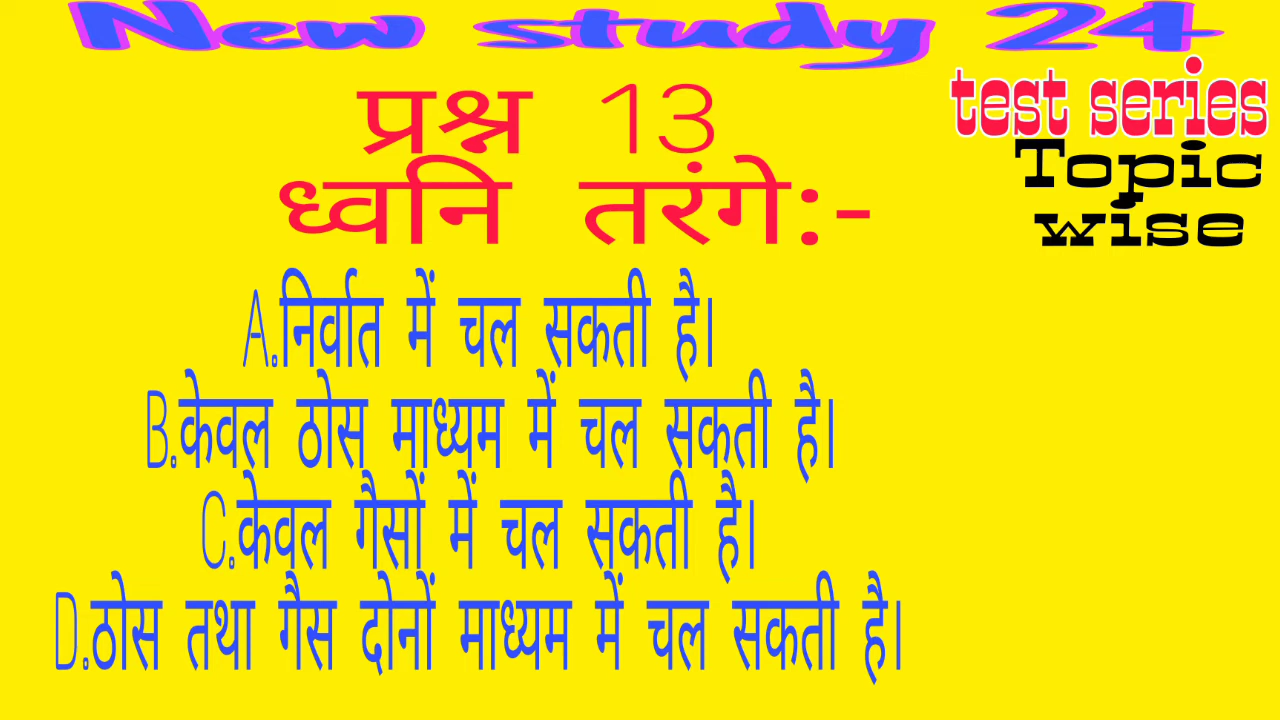 New study 24
test series
Topic
wise
प्रश्न 13
ध्वनि तरंगे:-
A.निर्वात में चल सकती है।
B.केवल ठोस माध्यम में चल सकती है।
C.केवल गैसों में चल सकती है।
D.ठोस तथा गैस दोनों माध्यम में चल सकती है।